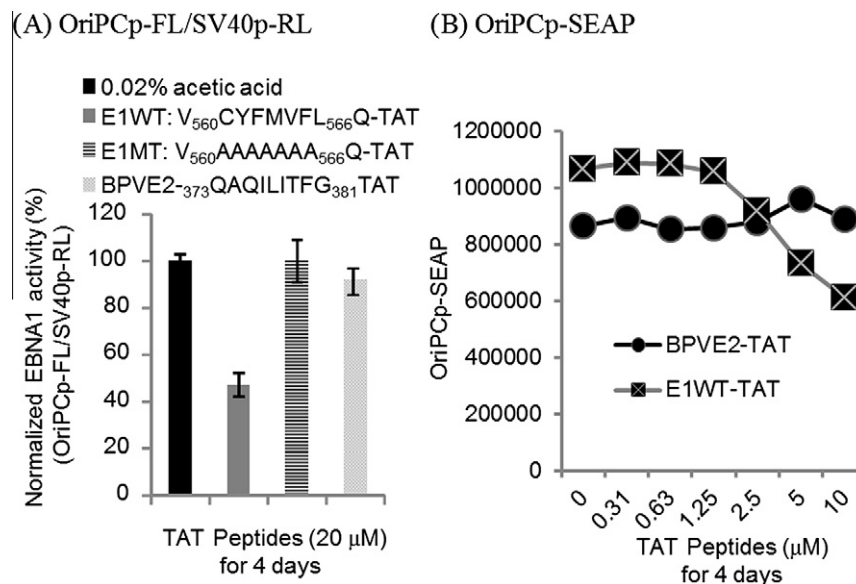 (A) OriPCp-FL/SV40p-RL
0.02% acetic acid
E1WT: V560CYFMVFL566Q-TAT
E1MT: V560AAAAAAA566Q-TAT
BPVE2-373QAQILITFG381TAT
Normalized EBNA1 activity (%)
(OriPCp-FL/SV40p-RL)
120
100
80
60
40
20
0
TAT Peptides (20 μM)
for 4 days
(B) OriPCp-SEAP
OriPCp-SEAP
1200000
1000000
800000
600000
400000
200000
0
BPVE2-TAT
E1WT-TAT
0
0.31
0.63
1.25
2.5
5
10
TAT Peptides (μM)
for 4 days